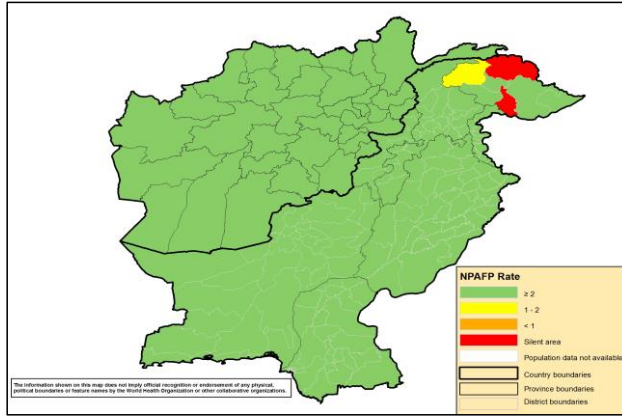 NPAFP Rate
≥ 2
1 - 2
< 1
Silent area
Population data not available
Country boundaries
Province boundaries
District boundaries
The information shown on this map does not imply official recognition or endorsement of any physical,
political boundaries or feature names by the World Health Organization or other collaborative organizations.